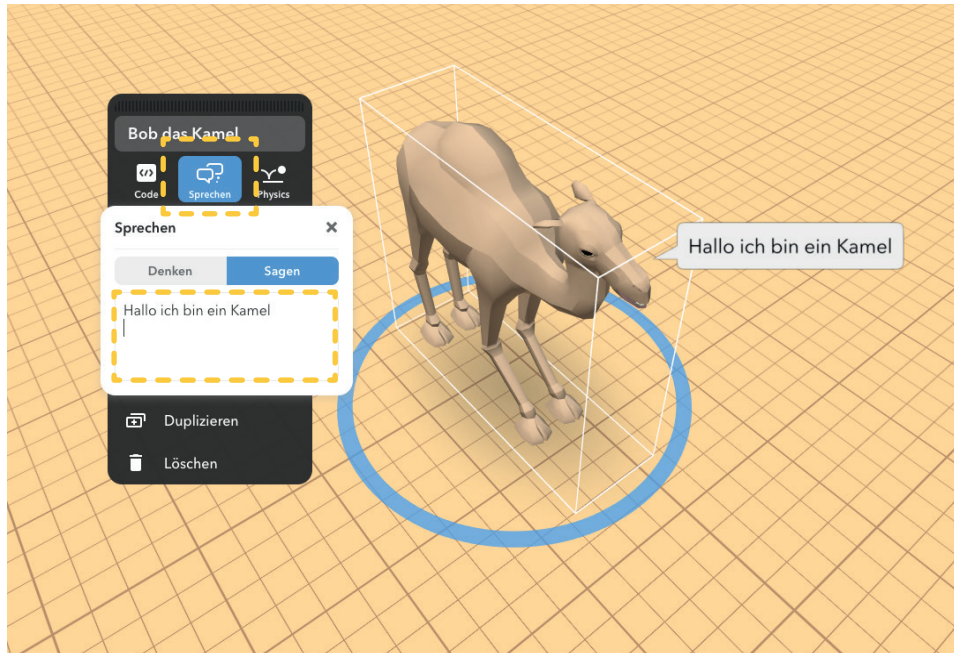 Bob das Kamel
Code
Sprechen
Physics
Sprechen
Denken
Sagen
Hallo ich bin ein Kamel
Duplizieren
Löschen
Hallo ich bin ein Kamel